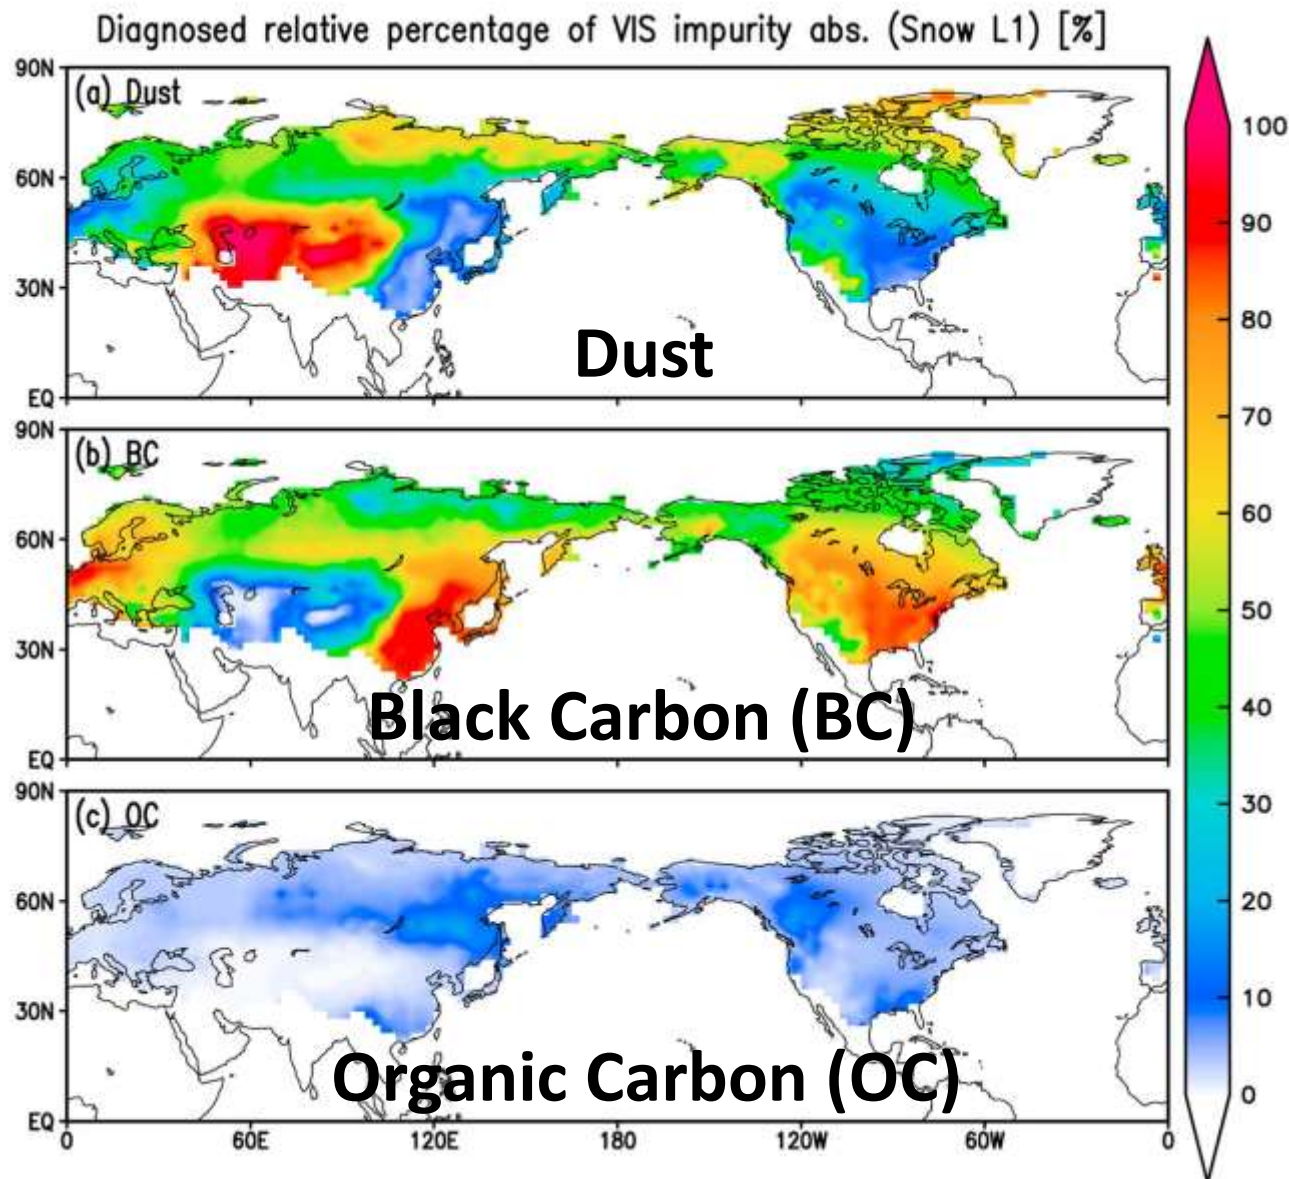 Diagnosed relative percentage of VIS impurity abs. (Snow L1) [%]
90N
(a) Dust
60N
30N
EQ
Dust
90N
(b) BC
60N
30N
EQ
Black Carbon (BC)
90N
(c) OC
60N
30N
EQ
Organic Carbon (OC)
0 60E 120E 180 120W 60W 0
100
90
80
70
60
50
40
30
20
10
0